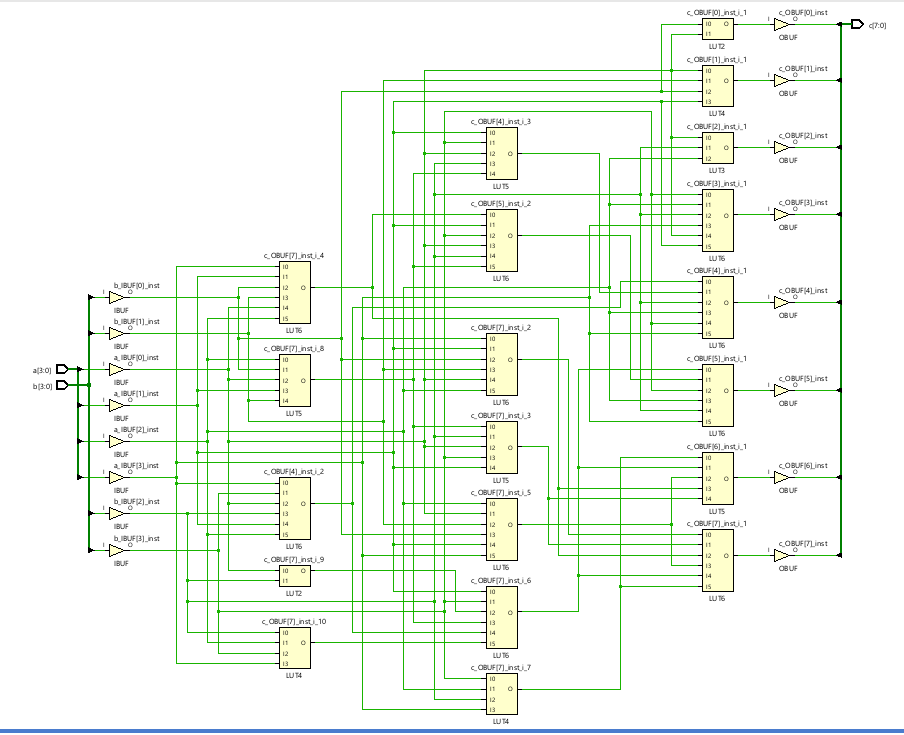 c_OBUF[0]_inst_i_1
I0
I1
O
LUT2
c_OBUF[0]_inst
I
O
OBUF
c[7:0]
c_OBUF[1]_inst_i_1
I0
I1
I2
I3
O
LUT4
c_OBUF[1]_inst
I
O
OBUF
c_OBUF[4]_inst_i_3
I0
I1
I2
I3
I4
O
LUT5
c_OBUF[2]_inst_i_1
I0
I1
I2
O
LUT3
c_OBUF[2]_inst
I
O
OBUF
c_OBUF[5]_inst_i_2
I0
I1
I2
I3
I4
I5
O
LUT6
c_OBUF[3]_inst_i_1
I0
I1
I2
I3
I4
I5
O
LUT6
c_OBUF[3]_inst
I
O
OBUF
c_OBUF[7]_inst_i_4
I0
I1
I2
I3
I4
I5
O
LUT6
c_OBUF[4]_inst_i_1
I0
I1
I2
I3
I4
I5
O
LUT6
c_OBUF[4]_inst
I
O
OBUF
b_IBUF[0]_inst
I
O
IBUF
b_IBUF[1]_inst
I
O
IBUF
a[3:0]
b[3:0]
a_IBUF[0]_inst
I
O
IBUF
a_IBUF[1]_inst
I
O
IBUF
a_IBUF[2]_inst
I
O
IBUF
a_IBUF[3]_inst
I
O
IBUF
b_IBUF[2]_inst
I
O
IBUF
b_IBUF[3]_inst
I
O
IBUF
c_OBUF[7]_inst_i_8
I0
I1
I2
I3
I4
O
LUT5
c_OBUF[7]_inst_i_2
I0
I1
I2
I3
I4
I5
O
LUT6
c_OBUF[5]_inst_i_1
I0
I1
I2
I3
I4
I5
O
LUT6
c_OBUF[5]_inst
I
O
OBUF
c_OBUF[7]_inst_i_3
I0
I1
I2
I3
I4
O
LUT5
c_OBUF[6]_inst_i_1
I0
I1
I2
I3
I4
O
LUT5
c_OBUF[6]_inst
I
O
OBUF
c_OBUF[4]_inst_i_2
I0
I1
I2
I3
I4
I5
O
LUT6
c_OBUF[7]_inst_i_5
I0
I1
I2
I3
I4
I5
O
LUT6
c_OBUF[7]_inst_i_1
I0
I1
I2
I3
I4
I5
O
LUT6
c_OBUF[7]_inst
I
O
OBUF
c_OBUF[7]_inst_i_9
I0
I1
O
LUT2
c_OBUF[7]_inst_i_6
I0
I1
I2
I3
I4
I5
O
LUT6
c_OBUF[7]_inst_i_10
I0
I1
I2
I3
O
LUT4
c_OBUF[7]_inst_i_7
I0
I1
I2
I3
O
LUT4